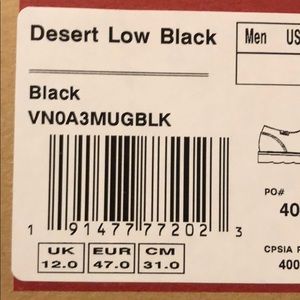 Desert Low Black
Men US
Black
VN0A3MUGBLK
PO#
40
1 91477 77202 3
UK EUR CM
12.0 47.0 31.0
CPSIA
400